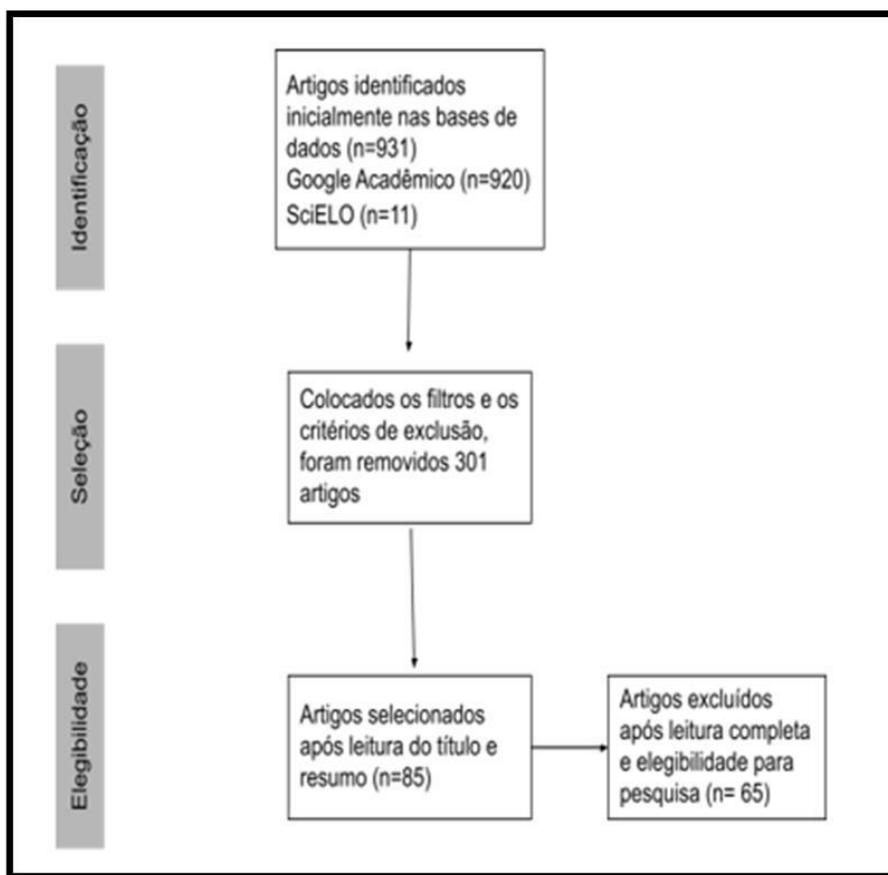 Identificação
Artigos identificados
inicialmente nas bases de
dados (n=931)
Google Acadêmico (n=920)
SciELO (n=11)
Seleção
Colocados os filtros e os
critérios de exclusão,
foram removidos 301
artigos
Elegibilidade
Artigos selecionados
após leitura do título e
resumo (n=85)
Artigos excluídos
após leitura completa
e elegibilidade para
pesquisa (n= 65)